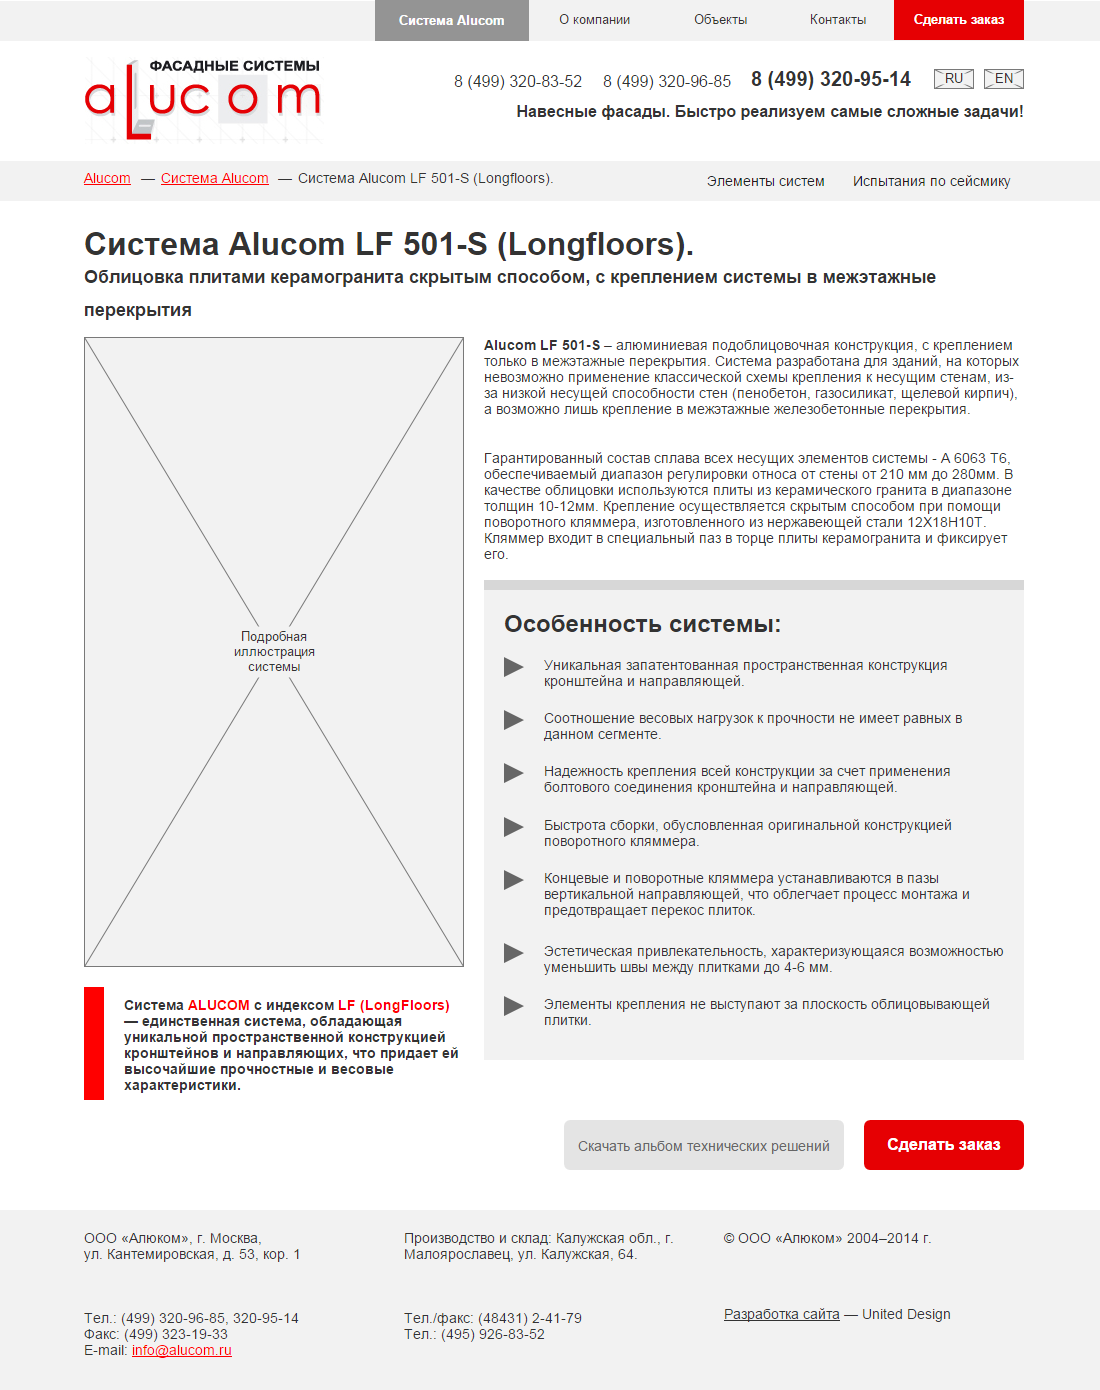 Система Alucom
О компании
Объекты
Контакты
Сделать заказ
ФАСАДНЫЕ СИСТЕМЫ
aLucom
8 (499) 320-83-52
8 (499) 320-96-85
8 (499) 320-95-14
RU
EN
Навесные фасады. Быстро реализуем самые сложные задачи!
Alucom — Система Alucom — Система Alucom LF 501-S (Longfloors).
Элементы систем
Испытания по сейсмику
Система Alucom LF 501-S (Longfloors).
Облицовка плитами керамогранита скрытым способом, с креплением системы в межэтажные
перекрытия
Подробная
иллюстрация
системы
Alucom LF 501-S – алюминиевая подоблицовочная конструкция, с креплением
только в межэтажные перекрытия. Система разработана для зданий, на которых
невозможно применение классической схемы крепления к несущим стенам, из-
за низкой несущей способности стен (пенобетон, газосиликат, щелевой кирпич),
а возможно лишь крепление в межэтажные железобетонные перекрытия.
Гарантированный состав сплава всех несущих элементов системы - А 6063 Т6,
обеспечиваемый диапазон регулировки относа от стены от 210 мм до 280мм. В
качестве облицовки используются плиты из керамического гранита в диапазоне
толщин 10-12мм. Крепление осуществляется скрытым способом при помощи
поворотного кляммера, изготовленного из нержавеющей стали 12Х18Н10Т.
Кляммер входит в специальный паз в торце плиты керамогранита и фиксирует
его.
Особенность системы:
Уникальная запатентованная пространственная конструкция
кронштейна и направляющей.
Соотношение весовых нагрузок к прочности не имеет равных в
данном сегменте.
Надежность крепления всей конструкции за счет применения
болтового соединения кронштейна и направляющей.
Быстрота сборки, обусловленная оригинальной конструкцией
поворотного кляммера.
Концевые и поворотные кляммера устанавливаются в пазы
вертикальной направляющей, что облегчает процесс монтажа и
предотвращает перекос плиток.
Эстетическая привлекательность, характеризующаяся возможностью
уменьшить швы между плитками до 4-6 мм.
Элементы крепления не выступают за плоскость облицовывающей
плитки.
Система ALUCOM с индексом LF (LongFloors)
— единственная система, обладающая
уникальной пространственной конструкцией
кронштейнов и направляющих, что придает ей
высочайшие прочностные и весовые
характеристики.
Скачать альбом технических решений
Сделать заказ
ООО «Алюком», г. Москва,
ул. Кантемировская, д. 53, кор. 1
Тел.: (499) 320-96-85, 320-95-14
Факс: (499) 323-19-33
E-mail: info@alucom.ru
Производство и склад: Калужская обл., г.
Малоярославец, ул. Калужская, 64.
Тел./факс: (48431) 2-41-79
Тел.: (495) 926-83-52
© ООО «Алюком» 2004–2014 г.
Разработка сайта — United Design